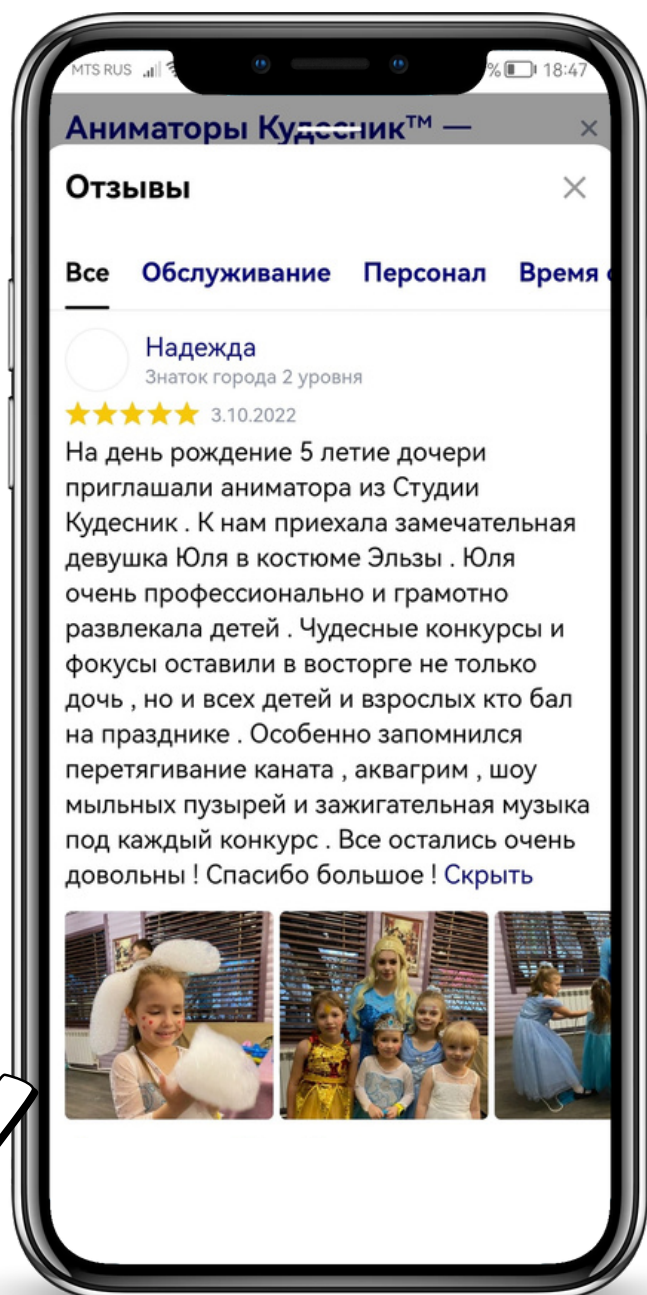 MTS RUS % 18:47
Аниматоры Кудесник™ —
Отзывы
Все Обслуживание Персонал Время
Надежда
Знаток города 2 уровня
3.10.2022
На день рождение 5 летие дочери
приглашали аниматора из Студии
Кудесник . К нам приехала замечательная
девушка Юля в костюме Эльзы . Юля
очень профессионально и грамотно
развлекала детей . Чудесные конкурсы и
фокусы оставили в восторге не только
дочь , но и всех детей и взрослых кто бал
на празднике . Особенно запомнился
перетягивание каната , аквагрим , шоу
мыльных пузырей и зажигательная музыка
под каждый конкурс . Все остались очень
довольны ! Спасибо большое ! Скрыть